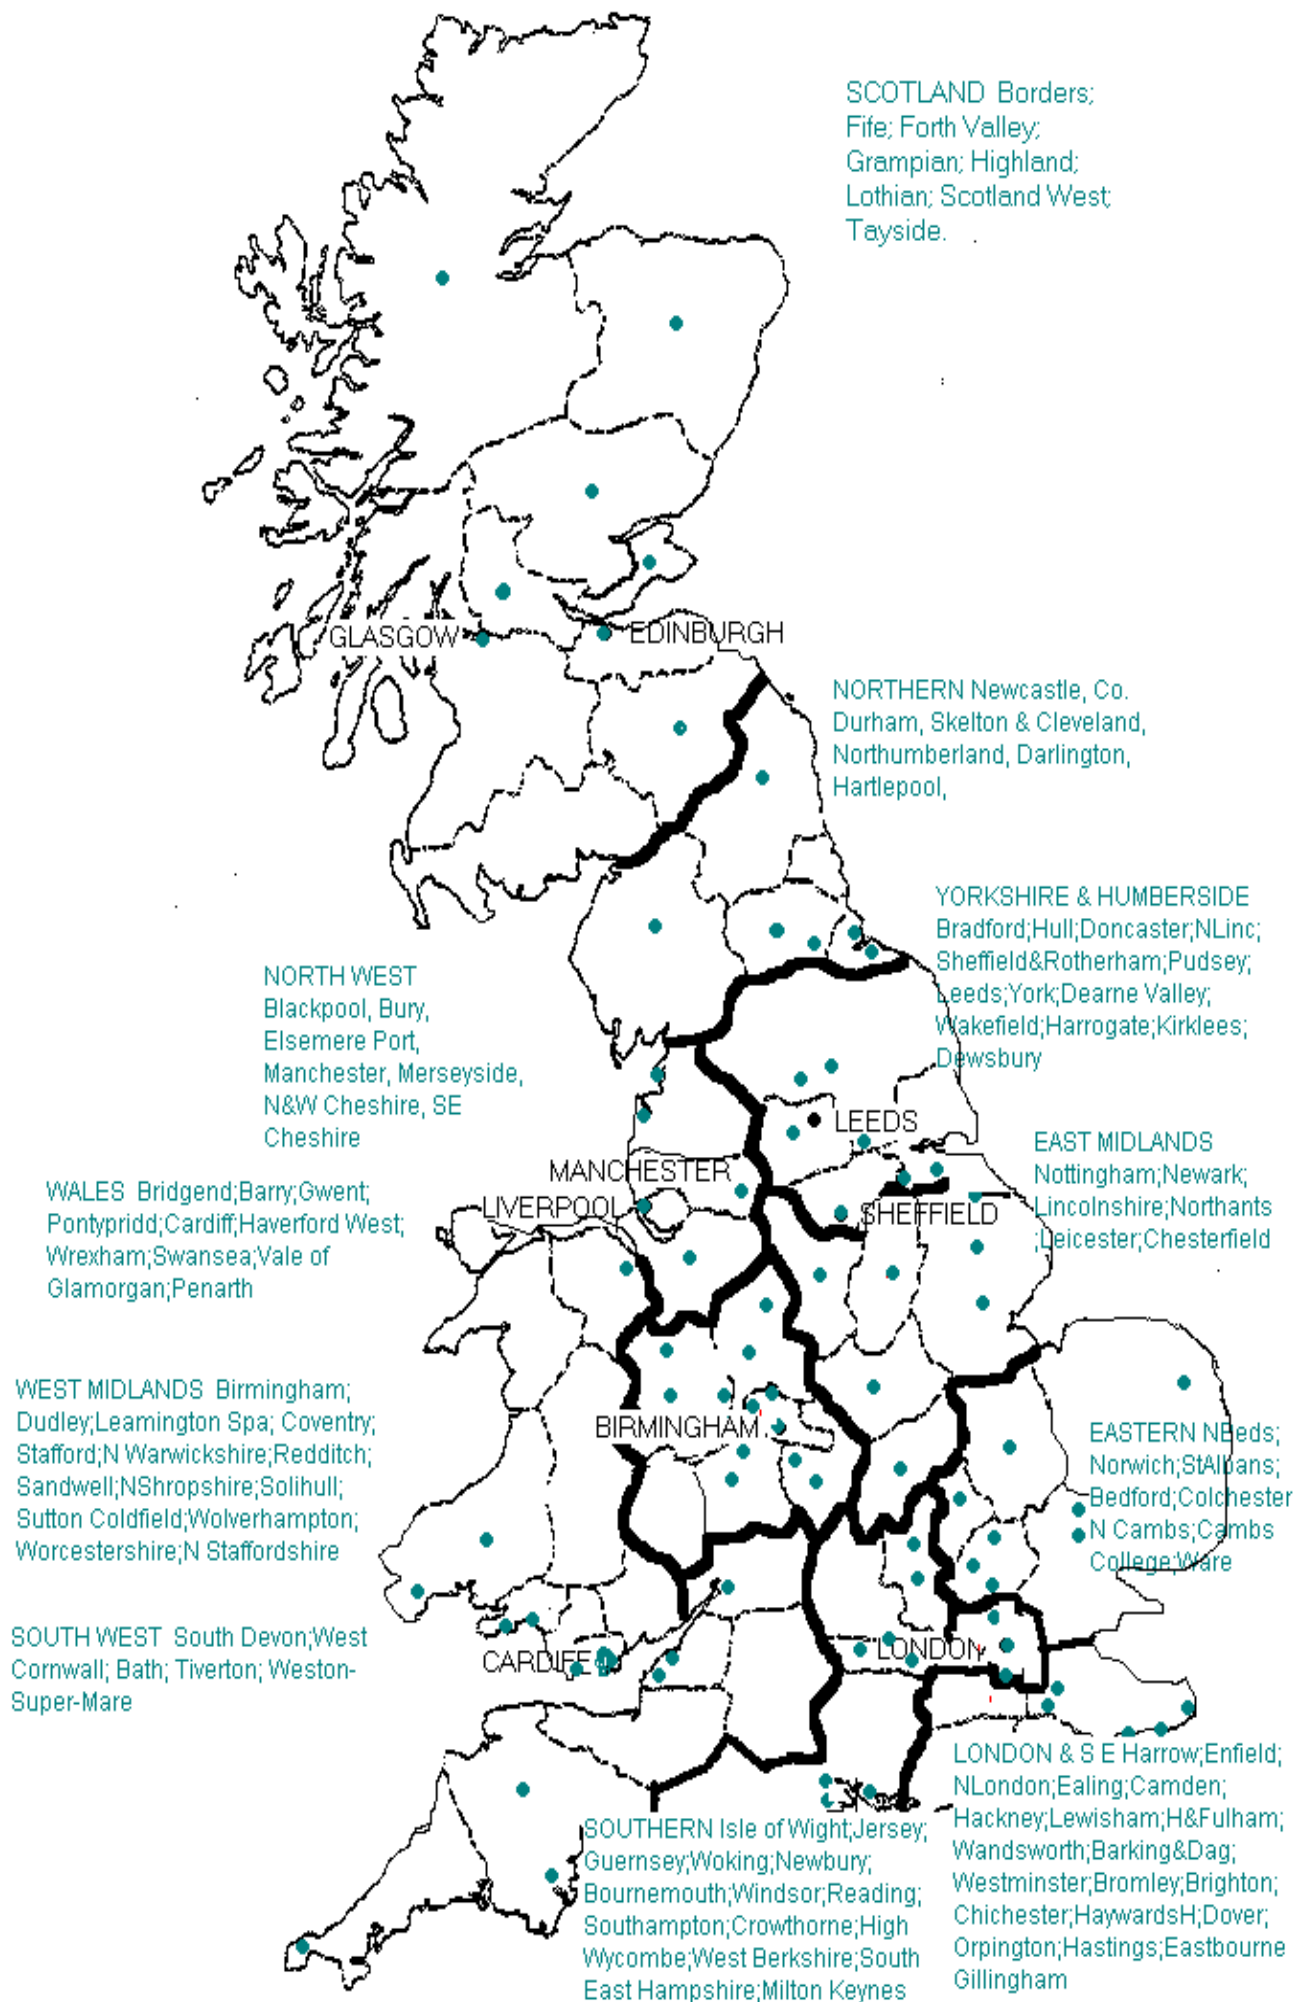 SCOTLAND Borders;
Fife; Forth Valley;
Grampian; Highland;
Lothian; Scotland West;
Tayside.
GLASGOW
EDINBURGH
NORTHERN Newcastle, Co.
Durham, Skelton & Cleveland,
Northumberland, Darlington,
Hartlepool,
YORKSHIRE & HUMBERSIDE
Bradford;Hull;Doncaster;NLinc;
Sheffield&Rotherham;Pudsey;
Leeds;York;Dearne Valley;
Wakefield;Harrogate;Kirklees;
Dewsbury
NORTH WEST
Blackpool, Bury,
Elsemere Port,
Manchester, Merseyside,
N&W Cheshire, SE
Cheshire
LEEDS
MANCHESTER
LIVERPOOL
SHEFFIELD
EAST MIDLANDS
Nottingham;Newark;
Lincolnshire;Northants
;Leicester;Chesterfield
WALES Bridgend;Barry;Gwent;
Pontypridd;Cardiff;Haverford West;
Wrexham;Swansea;Vale of
Glamorgan;Penarth
WEST MIDLANDS Birmingham;
Dudley;Leamington Spa; Coventry;
Stafford;N Warwickshire;Redditch;
Sandwell;NShropshire;Solihull;
Sutton Coldfield;Wolverhampton;
Worcestershire;N Staffordshire
BIRMINGHAM
EASTERN NBeds;
Norwich;StAlbans;
Bedford;Colchester
N Cambs;Cambs
College;Ware
SOUTH WEST South Devon;West
Cornwall; Bath; Tiverton; Weston-
Super-Mare
CARDIFF
LONDON
LONDON & S E Harrow;Enfield;
NLondon;Ealing;Camden;
Hackney;Lewisham;H&Fulham;
Wandsworth;Barking&Dag;
Westminster;Bromley;Brighton;
Chichester;HaywardsH;Dover;
Orpington;Hastings;Eastbourne
Gillingham
SOUTHERN Isle of Wight;Jersey;
Guernsey;Woking;Newbury;
Bournemouth;Windsor;Reading;
Southampton;Crowthorne;High
Wycombe;West Berkshire;South
East Hampshire;Milton Keynes